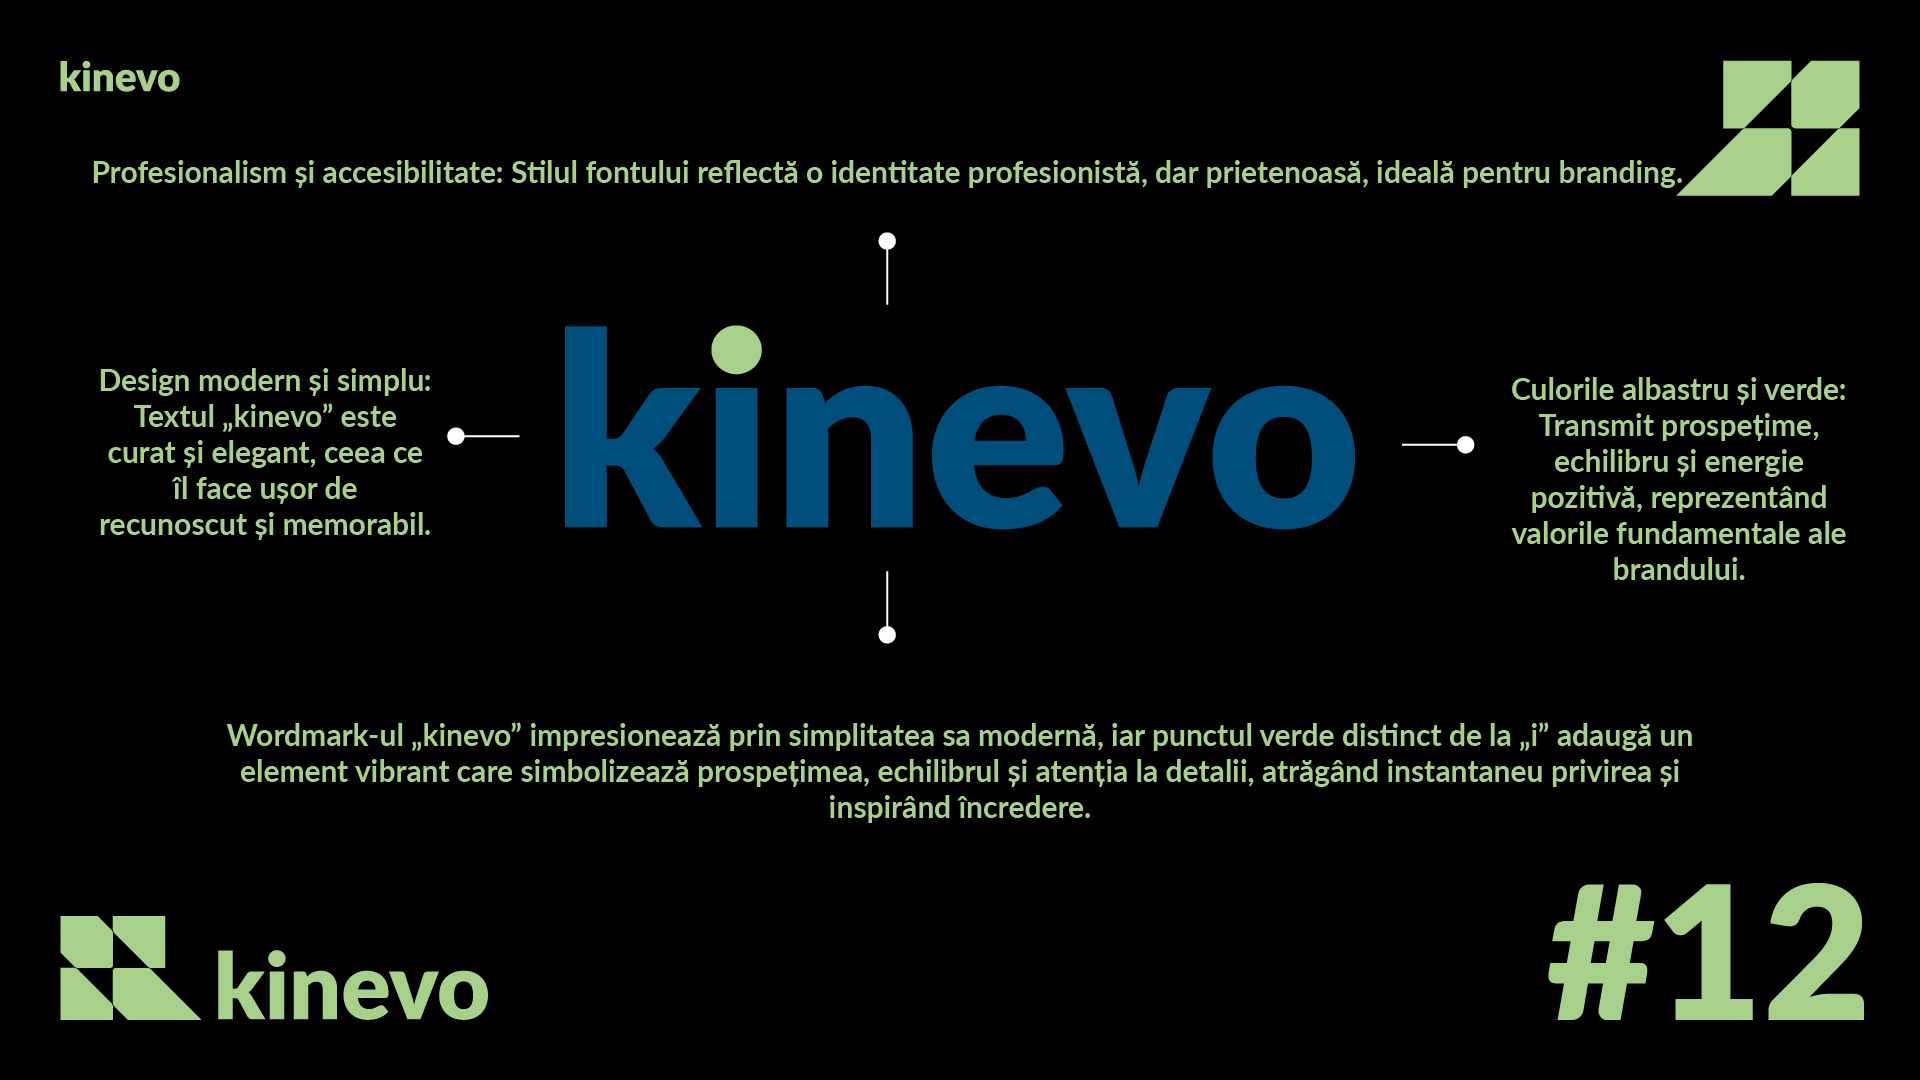 kinevo
Profesionalism și accesibilitate: Stilul fontului reflectă o identitate profesionistă, dar prietenoasă, ideală pentru branding.
Design modern și simplu:
Textul „kinevo” este
curat și elegant, ceea ce
îl face ușor de
recunoscut și memorabil.
kinevo
Culorile albastru și verde:
Transmit prospețime,
echilibru și energie
pozitivă, reprezentând
valorile fundamentale ale
brandului.
Wordmark-ul „kinevo” impresionează prin simplitatea sa modernă, iar punctul verde distinct de la „i” adaugă un
element vibrant care simbolizează prospețimea, echilibrul și atenția la detalii, atrăgând instantaneu privirea și
inspirând încredere.
kinevo
#12